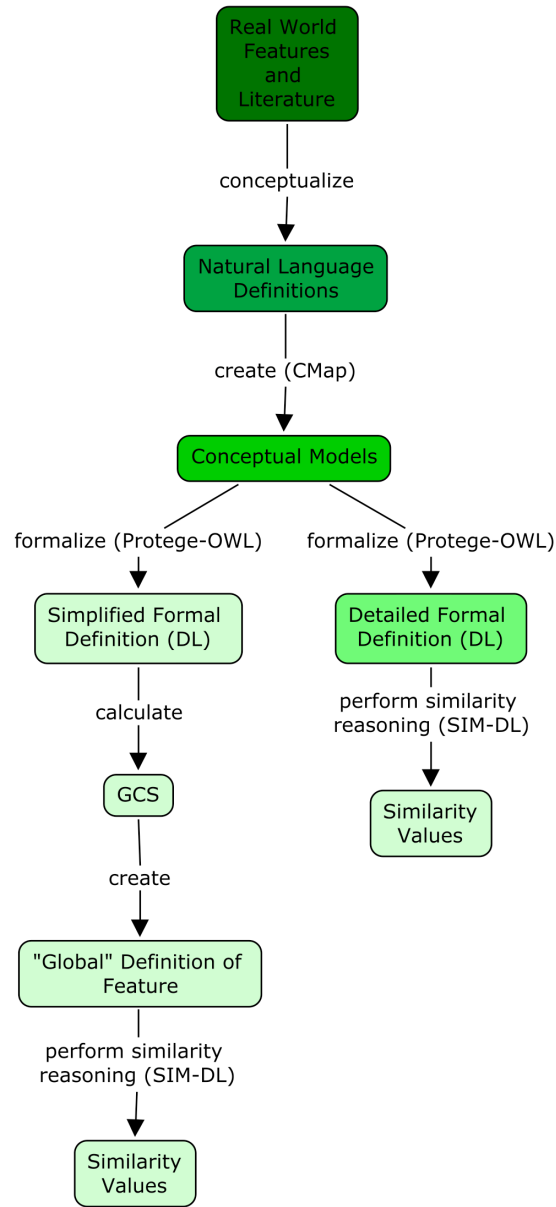 Real World
Features
and
Literature
conceptualize
Natural Language
Definitions
create (CMap)
Conceptual Models
formalize (Protege-OWL)
formalize (Protege-OWL)
Simplified Formal
Definition (DL)
Detailed Formal
Definition (DL)
calculate
perform similarity
reasoning (SIM-DL)
GCS
Similarity
Values
create
"Global" Definition of
Feature
perform similarity
reasoning (SIM-DL)
Similarity
Values